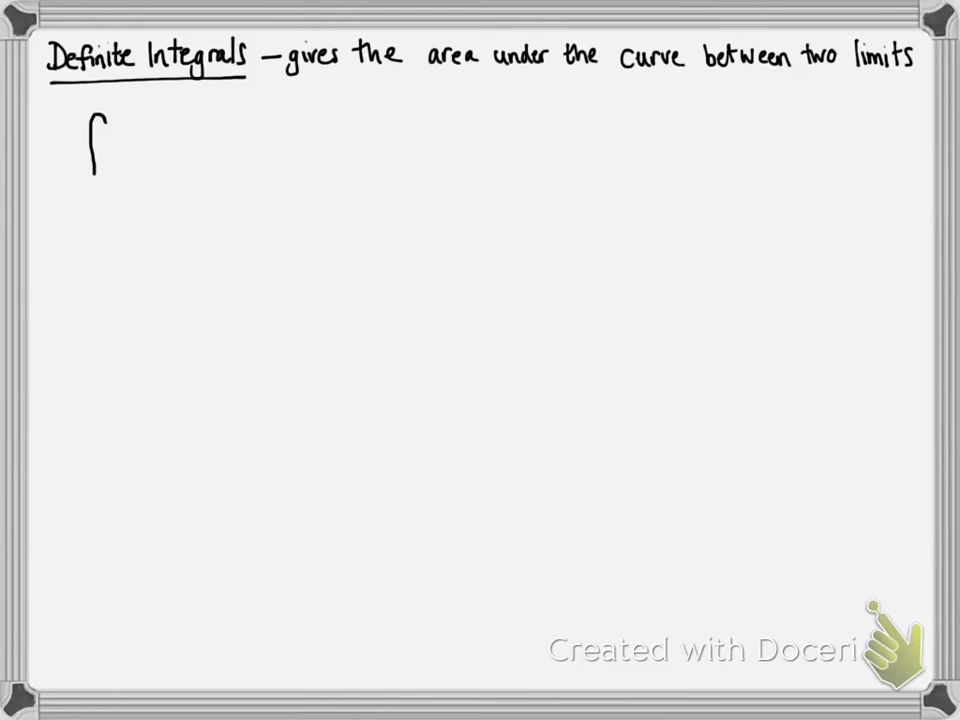 Definite Integrals - gives the area under the curve between two limits
∫
Created with Doceri